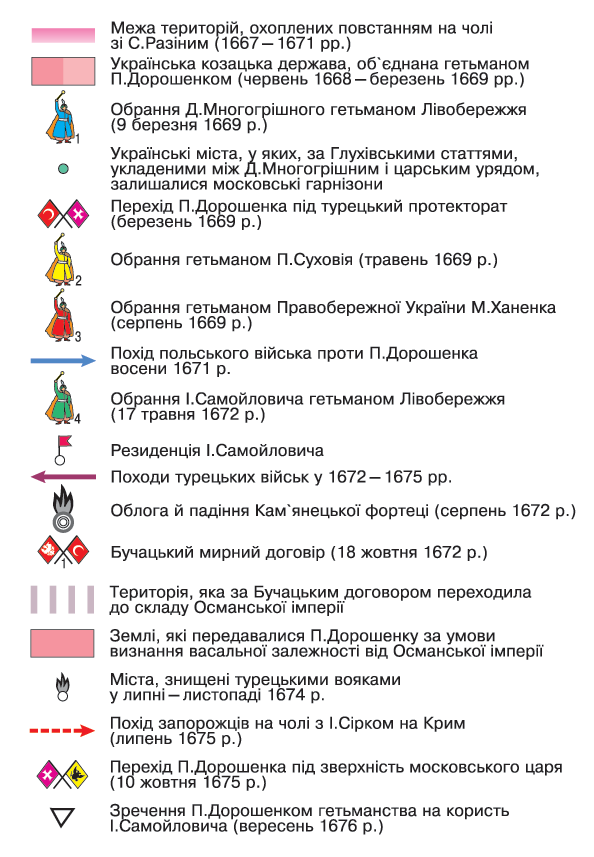 Межа територій, охоплених повстанням на чолі
зі С.Разіним (1667–1671 рр.)
Українська козацька держава, об`єднана гетьманом
П.Дорошенком (червень 1668–березень 1669 рр.)
Обрання Д.Многогрішного гетьманом Лівобережжя
(9 березня 1669 р.)
1
Українські міста, у яких, за Глухівськими статтями,
укладеними між Д.Многогрішним і царським урядом,
залишалися московські гарнізони
Перехід П.Дорошенка під турецький протекторат
(березень 1669 р.)
Обрання гетьманом П.Суховія (травень 1669 р.)
2
Обрання гетьманом Правобережної України М.Ханенка
(серпень 1669 р.)
3
Похід польського війська проти П.Дорошенка
восени 1671 р.
Обрання І.Самойловича гетьманом Лівобережжя
(17 травня 1672 р.)
4
Резиденція І.Самойловича
Походи турецьких військ у 1672–1675 рр.
Облога й падіння Кам`янецької фортеці (серпень 1672 р.)
Бучацький мирний договір (18 жовтня 1672 р.)
1
Територія, яка за Бучацьким договором переходила
до складу Османської імперії
Землі, які передавалися П.Дорошенку за умови
визнання васальної залежності від Османської імперії
Міста, знищені турецькими вояками
у липні–листопаді 1674 р.
Похід запорожців на чолі з І.Сірком на Крим
(липень 1675 р.)
Перехід П.Дорошенка під зверхність московського царя
(10 жовтня 1675 р.)
Зречення П.Дорошенком гетьманства на користь
І.Самойловича (вересень 1676 р.)